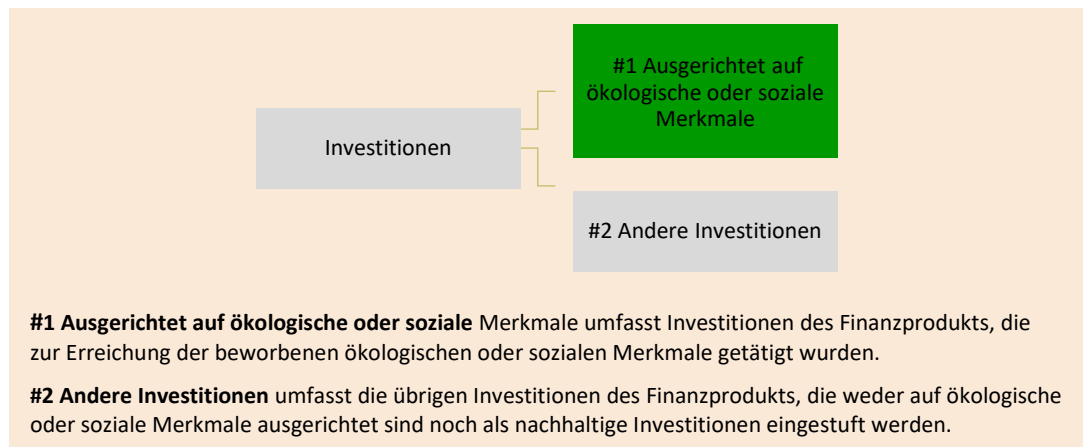 #1 Ausgerichtet auf
ökologische oder soziale
Merkmale
Investitionen
#2 Andere Investitionen
#1 Ausgerichtet auf ökologische oder soziale Merkmale umfasst Investitionen des Finanzprodukts, die
zur Erreichung der beworbenen ökologischen oder sozialen Merkmale getätigt wurden.
#2 Andere Investitionen umfasst die übrigen Investitionen des Finanzprodukts, die weder auf ökologische
oder soziale Merkmale ausgerichtet sind noch als nachhaltige Investitionen eingestuft werden.